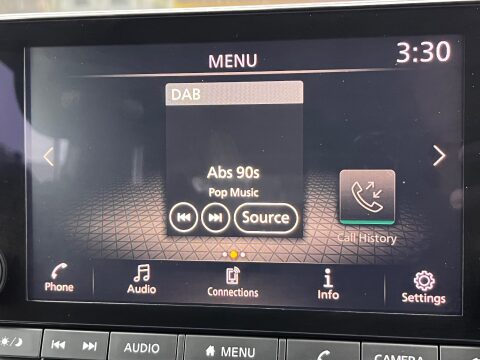 MENU
3:30
DAB
Abs 90s
Pop Music
Source
Call History
Phone
Audio
Connections
Info
Settings
AUDIO
MENU
CAMERA